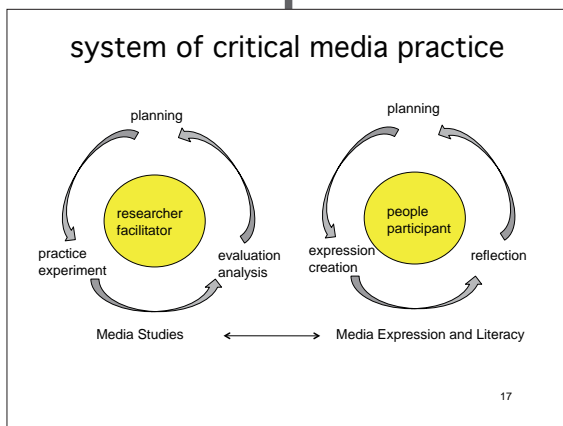 system of critical media practice
planning
researcher
facilitator
practice
experiment
evaluation
analysis
Media Studies
planning
people
participant
expression
creation
reflection
Media Expression and Literacy
17